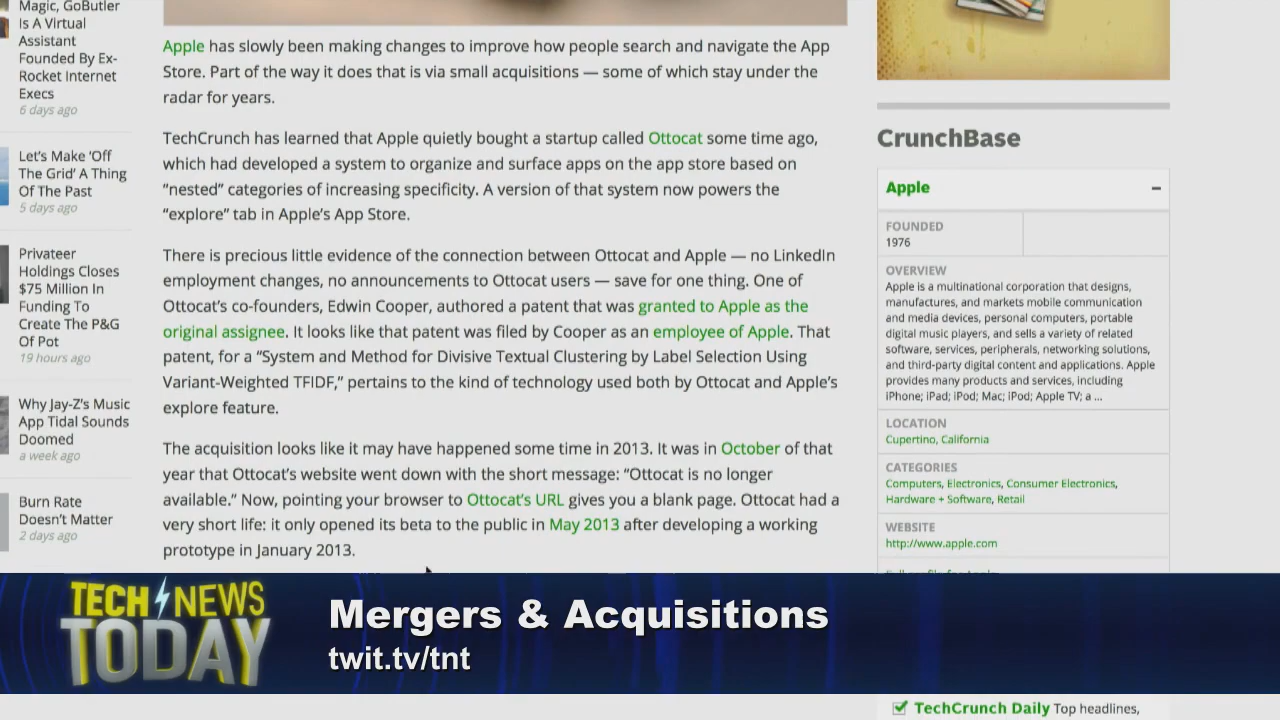 Magic, GoButler
Is A Virtual
Assistant
Founded By Ex-
Rocket Internet
Execs
6 days ago
Let's Make 'Off
The Grid' A Thing
Of The Past
5 days ago
Privateer
Holdings Closes
$75 Million In
Funding To
Create The P&G
Of Pot
19 hours ago
Why Jay-Z's Music
App Tidal Sounds
Doomed
a week ago
Burn Rate
Doesn't Matter
2 days ago
Apple has slowly been making changes to improve how people search and navigate the App
Store. Part of the way it does that is via small acquisitions — some of which stay under the
radar for years.
TechCrunch has learned that Apple quietly bought a startup called Ottocat some time ago,
which had developed a system to organize and surface apps on the app store based on
“nested” categories of increasing specificity. A version of that system now powers the
“explore” tab in Apple’s App Store.
There is precious little evidence of the connection between Ottocat and Apple — no LinkedIn
employment changes, no announcements to Ottocat users — save for one thing. One of
Ottocat’s co-founders, Edwin Cooper, authored a patent that was granted to Apple as the
original assignee. It looks like that patent was filed by Cooper as an employee of Apple. That
patent, for a “System and Method for Divisive Textual Clustering by Label Selection Using
Variant-Weighted TFIDF,” pertains to the kind of technology used both by Ottocat and Apple’s
explore feature.
The acquisition looks like it may have happened some time in 2013. It was in October of that
year that Ottocat’s website went down with the short message: “Ottocat is no longer
available.” Now, pointing your browser to Ottocat’s URL gives you a blank page. Ottocat had a
very short life: it only opened its beta to the public in May 2013 after developing a working
prototype in January 2013.
CrunchBase
Apple –
FOUNDED
1976
OVERVIEW
Apple is a multinational corporation that designs,
manufactures, and markets mobile communication
and media devices, personal computers, portable
digital music players, and sells a variety of related
software, services, peripherals, networking solutions,
and third-party digital content and applications. Apple
provides many products and services, including
iPhone; iPad; iPod; Mac; iPod; Apple TV; a ...
LOCATION
Cupertino, California
CATEGORIES
Computers, Electronics, Consumer Electronics,
Hardware + Software, Retail
WEBSITE
http://www.apple.com
TECH NEWS
TODAY
Mergers & Acquisitions
twit.tv/tnt
TechCrunch Daily Top headlines,